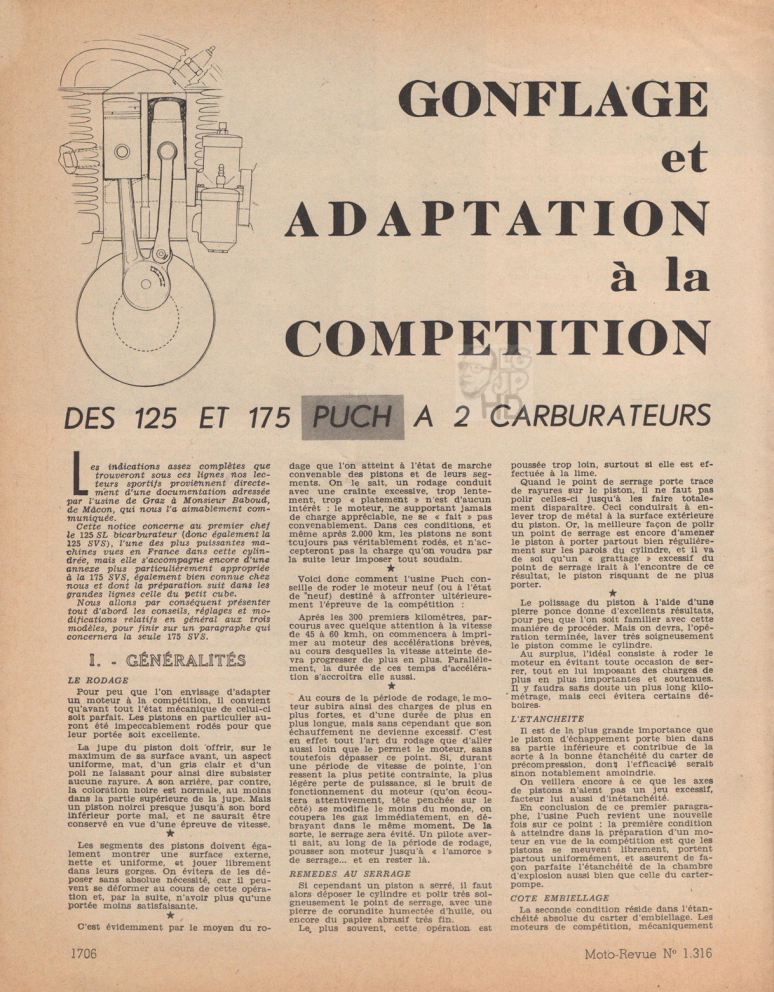 GONFLAGE
et
ADAPTATION
à la
COMPETITION
DES 125 ET 175 PUCH A 2 CARBURATEURS
Les indications assez complètes que
trouveront sous ces lignes nos lec-
teurs sportifs proviennent directe-
ment d'une documentation adressée
par l'usine de Graz à Monsieur Baboud,
de Mâcon, qui nous l'a aimablement com-
muniquée.
Cette notice concerne au premier chef
le 125 SL bicarburateur (donc également la
125 SVS), l'une des plus puissantes ma-
chines vues en France dans cette cylin-
drée, mais elle s'accompagne encore d'une
annexe plus particulièrement appropriée
à la 175 SVS, également bien connue chez
nous et dont la préparation suit dans les
grandes lignes celle du petit cube.
Nous allons par conséquent présenter
tout d'abord les conseils, réglages et mo-
difications relatifs en général aux trois
modèles, pour finir sur un paragraphe qui
concernera la seule 175 SVS.
I. - GÉNÉRALITÉS
LE RODAGE
Pour peu que l'on envisage d'adapter
un moteur à la compétition, il convient
qu'avant tout l'état mécanique de celui-ci
soit parfait. Les pistons en particulier au-
ront été impeccablement rodés pour que
leur portée soit excellente.
La jupe du piston doit offrir, sur le
maximum de sa surface avant, un aspect
uniforme, mat, d'un gris clair et d'un
poli ne laissant pour ainsi dire subsister
aucune rayure. A son arrière, par contre,
la coloration noire est normale, au moins
dans la partie supérieure de la jupe. Mais
un piston noirci presque jusqu'à son bord
inférieur porte mal, et ne saurait être
conservé en vue d'une épreuve de vitesse.
★
Les segments des pistons doivent éga-
lement montrer une surface externe,
nette et uniforme, et jouer librement
dans leurs gorges. On évitera de les dé-
poser sans absolue nécessité, car il peu-
vent se déformer au cours de cette opéra-
tion et, par la suite, n'avoir plus qu'une
portée moins satisfaisante.
★
C'est évidemment par le moyen du ro-
dage que l'on atteint à l'état de marche
convenable des pistons et de leurs seg-
ments. On le sait, un rodage conduit
avec une crainte excessive, trop lente-
ment, trop « platement » n'est d'aucun
intérêt : le moteur, ne supportant jamais
de charge appréciable, ne se « fait » pas
convenablement. Dans ces conditions, et
même après 2.000 km, les pistons ne sont
toujours pas véritablement rodés, et n'ac-
cepteront pas la charge qu'on voudra par
la suite leur imposer tout soudain.
★
Voici donc comment l'usine Puch con-
seille de roder le moteur neuf (ou à l'état
de neuf) destiné à affronter ultérieure-
ment l'épreuve de la compétition :
Après les 300 premiers kilomètres, par-
courus avec quelque attention à la vitesse
de 45 à 60 kmh, on commencera à impri-
mer au moteur des accélérations brèves,
au cours desquelles la vitesse atteinte de-
vra progresser de plus en plus. Parallèle-
ment, la durée de ces temps d'accéléra-
tion s'accroîtra elle aussi.
★
Au cours de la période de rodage, le mo-
teur subira ainsi des charges de plus en
plus fortes, et d'une durée de plus en
plus longue, mais sans cependant que son
échauffement ne devienne excessif. C'est
en effet tout l'art du rodage que d'aller
aussi loin que le permet le moteur, sans
toutefois dépasser ce point. Si, durant
une période de vitesse de pointe, l'on
ressent la plus petite contrainte, la plus
légère perte de puissance, si le bruit de
fonctionnement du moteur (qu'on écou-
tera attentivement, tête penchée sur le
côté) se modifie le moins du monde, on
coupera les gaz immédiatement, en dé-
brayant dans le même moment. De la
sorte, le serrage sera évité. Un pilote aver-
ti sait, au long de la période de rodage,
pousser son moteur jusqu'à « l'amorce »
de serrage... et en rester là.
REMEDES AU SERRAGE
Si cependant un piston a serré, il faut
alors déposer le cylindre et polir très soi-
gneusement le point de serrage, avec une
pierre de corundite humectée d'huile, ou
encore du papier abrasif très fin.
Le plus souvent, cette opération est
poussée trop loin, surtout si elle est ef-
fectuée à la lime.
Quand le point de serrage porte trace
de rayures sur le piston, il ne faut pas
polir celles-ci jusqu'à les faire totale-
ment disparaître. Ceci conduirait à en-
lever trop de métal à la surface extérieure
du piston. Or, la meilleure façon de polir
un point de serrage est encore d'amener
le piston à porter partout bien régulière-
ment sur les parois du cylindre, et il va
de soi qu'un « grattage » excessif du
point de serrage irait à l'encontre de ce
résultat, le piston risquant de ne plus
porter.
★
Le polissage du piston à l'aide d'une
pierre ponce donne d'excellents résultats,
pour peu que l'on soit familier avec cette
manière de procéder. Mais on devra, l'opé-
ration terminée, laver très soigneusement
le piston comme le cylindre.
Au surplus, l'idéal consiste à roder le
moteur en évitant toute occasion de ser-
rer, tout en lui imposant des charges de
plus en plus importantes et soutenues.
Il y faudra sans doute un plus long kilo-
métrage, mais ceci évitera certains dé-
boires.
L'ETANCHEITE
Il est de la plus grande importance que
le piston d'échappement porte bien dans
sa partie inférieure et contribue de la
sorte à la bonne étanchéité du carter de
précompression, dont l'efficacité serait
sinon notablement amoindrie.
On veillera encore à ce que les axes
de pistons n'aient pas un jeu excessif,
facteur lui aussi d'inétanchéité.
En conclusion de ce premier paragra-
phe, l'usine Puch revient une nouvelle
fois sur ce point : la première condition
à atteindre dans la préparation d'un mo-
teur en vue de la compétition est que les
pistons se meuvent librement, portent
partout uniformément, et assurent de fa-
çon parfaite l'étanchéité de la chambre
d'explosion aussi bien que celle du carter-
pompe.
COTE EMBIELLAGE
La seconde condition réside dans l'étan-
chéité absolue du carter d'embiellage. Les
moteurs de compétition, mécaniquement
1706
Moto-Revue N° 1.316